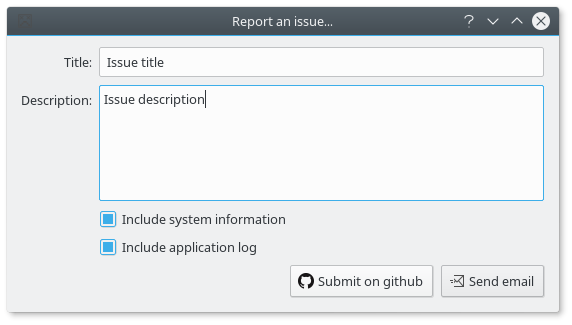 Report an issue...
Title: Issue title
Description: Issue description
Include system information
Include application log
Submit on github Send email